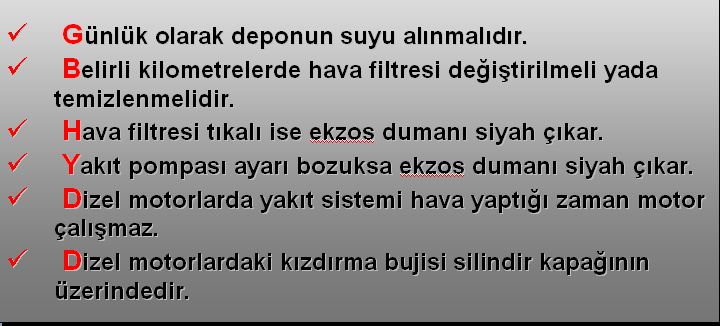 ✓ Günlük olarak deponun suyu alınmalıdır.
✓ Belirli kilometrelerde hava filtresi değiştirilmeli yada
temizlenmelidir.
✓ Hava filtresi tıkalı ise ekzos dumanı siyah çıkar.
✓ Yakıt pompası ayarı bozuksa ekzos dumanı siyah çıkar.
✓ Dizel motorlarda yakıt sistemi hava yaptığı zaman motor
çalışmaz.
✓ Dizel motorlardaki kızdırma bujisi silindir kapağının
üzerindedir.